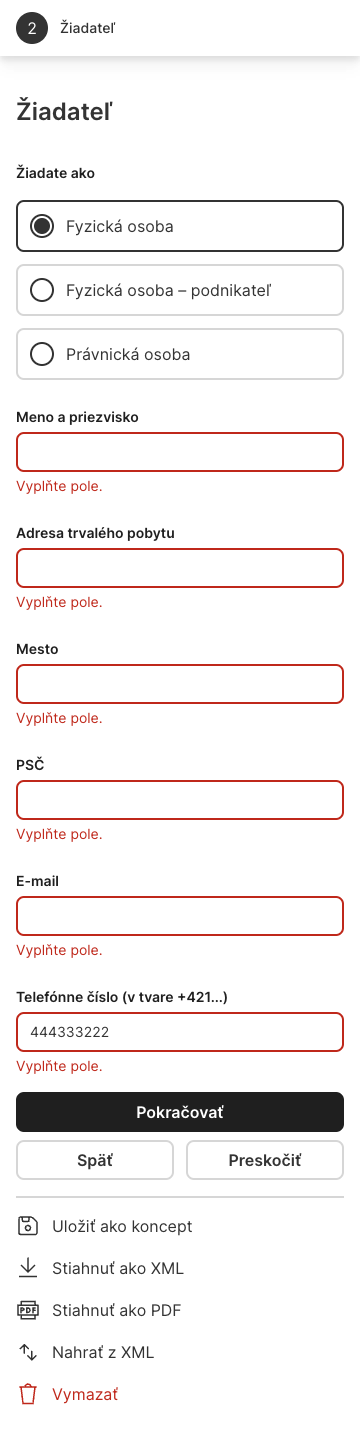 2 Žiadateľ
Žiadateľ
Žiadate ako
Fyzická osoba
Fyzická osoba – podnikateľ
Právnická osoba
Meno a priezvisko
Vyplňte pole.
Adresa trvalého pobytu
Vyplňte pole.
Mesto
Vyplňte pole.
PSČ
Vyplňte pole.
E-mail
Vyplňte pole.
Telefónne číslo (v tvare +421...)
444333222
Vyplňte pole.
Pokračovať
Späť Preskočiť
Uložiť ako koncept
Stiahnuť ako XML
PDF Stiahnuť ako PDF
Nahrať z XML
Vymazať